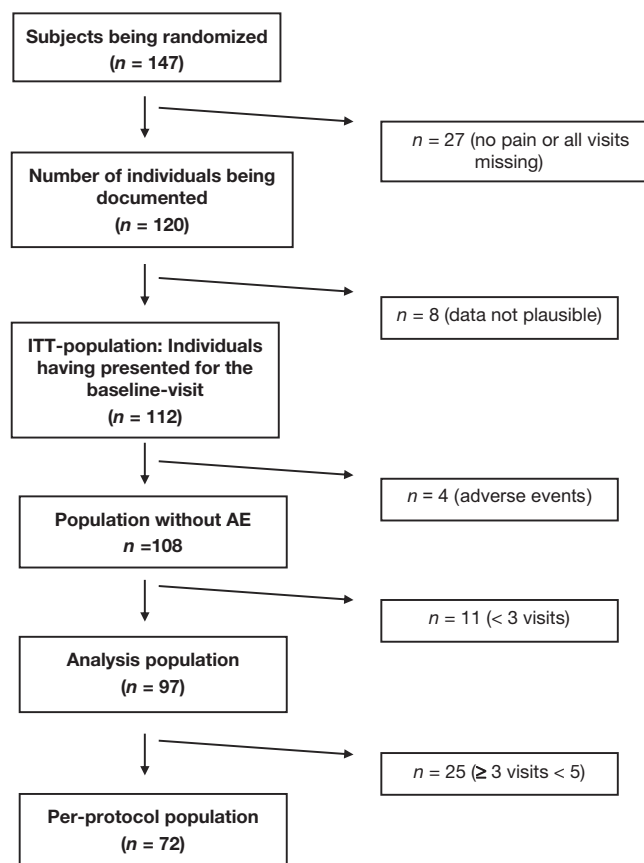 Subjects being randomized
(n = 147)
n = 27 (no pain or all visits
missing)
Number of individuals being
documented
(n = 120)
n = 8 (data not plausible)
ITT-population: Individuals
having presented for the
baseline-visit
(n = 112)
n = 4 (adverse events)
Population without AE
n =108
n = 11 (< 3 visits)
Analysis population
(n = 97)
n = 25 (≥ 3 visits < 5)
Per-protocol population
(n = 72)